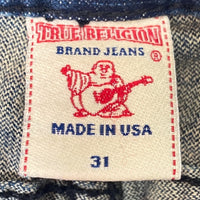 TRUE RELIGION
BRAND JEANS ®
MADE IN USA
31